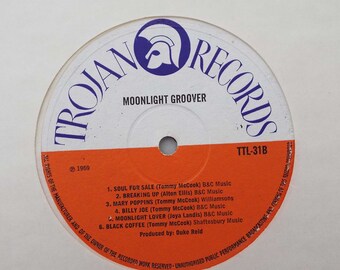 TROJAN RECORDS
MOONLIGHT GROOVER
TTL-31B
℗ 1969
1. SOUL FOR SALE (Tommy McCook) B&C Music
2. BREAKING UP (Alton Ellis) B&C Music
3. MARY POPPINS (Tommy McCook) Williamsons
4. BILLY JOE (Tommy McCook) B&C Music
MOONLIGHT LOVER (Joya Landis) B&C Music
6. BLACK COFFEE (Tommy McCook) Shaftesbury Music
Produced by: Duke Reid